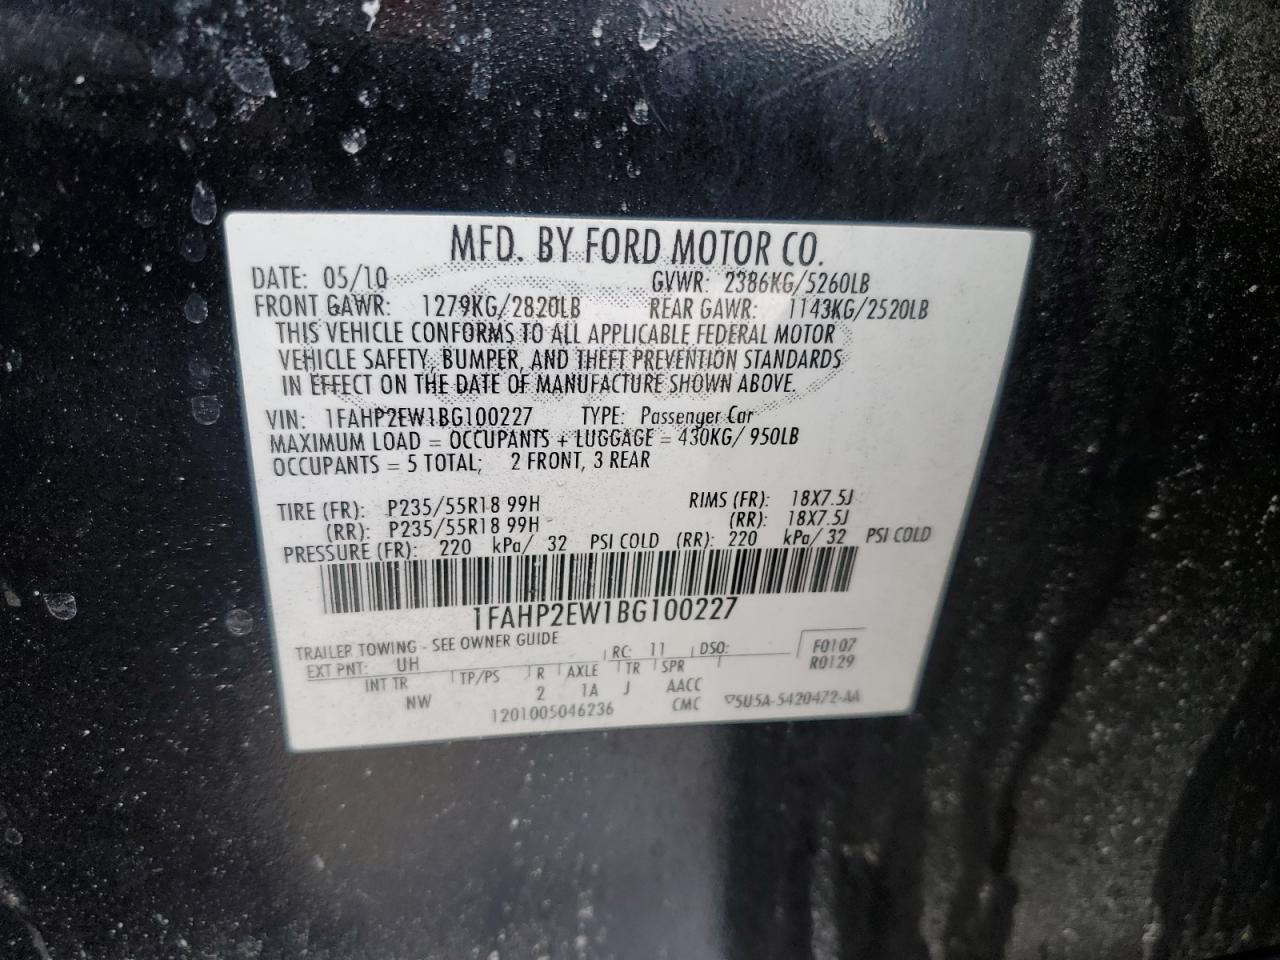 MFD. BY FORD MOTOR CO.
DATE: 05/10 GVWR: 2386KG/5260LB
FRONT GAWR: 1279KG/2820LB REAR GAWR: 1143KG/2520LB
THIS VEHICLE CONFORMS TO ALL APPLICABLE FEDERAL MOTOR
VEHICLE SAFETY, BUMPER, AND THEFT PREVENTION STANDARDS
IN EFFECT ON THE DATE OF MANUFACTURE SHOWN ABOVE.
VIN: 1FAHP2EW1BG100227 TYPE: Passenger Car
MAXIMUM LOAD = OCCUPANTS + LUGGAGE = 430KG/ 950LB
OCCUPANTS = 5 TOTAL; 2 FRONT, 3 REAR
TIRE (FR): P235/55R18 99H RIMS (FR): 18X7.5J
(RR): P235/55R18 99H (RR): 18X7.5J
PRESSURE (FR): 220 kPa/ 32 PSI COLD (RR): 220 kPa/ 32 PSI COLD
1FAHP2EW1BG100227
TRAILER TOWING - SEE OWNER GUIDE
EXT PNT: UH RC: 11 DSO: F0107
INT TR TP/PS R AXLE TR SPR R0129
NW 2 1A J AACC
1201005046236 CMC ▽5U5A-5420472-AA